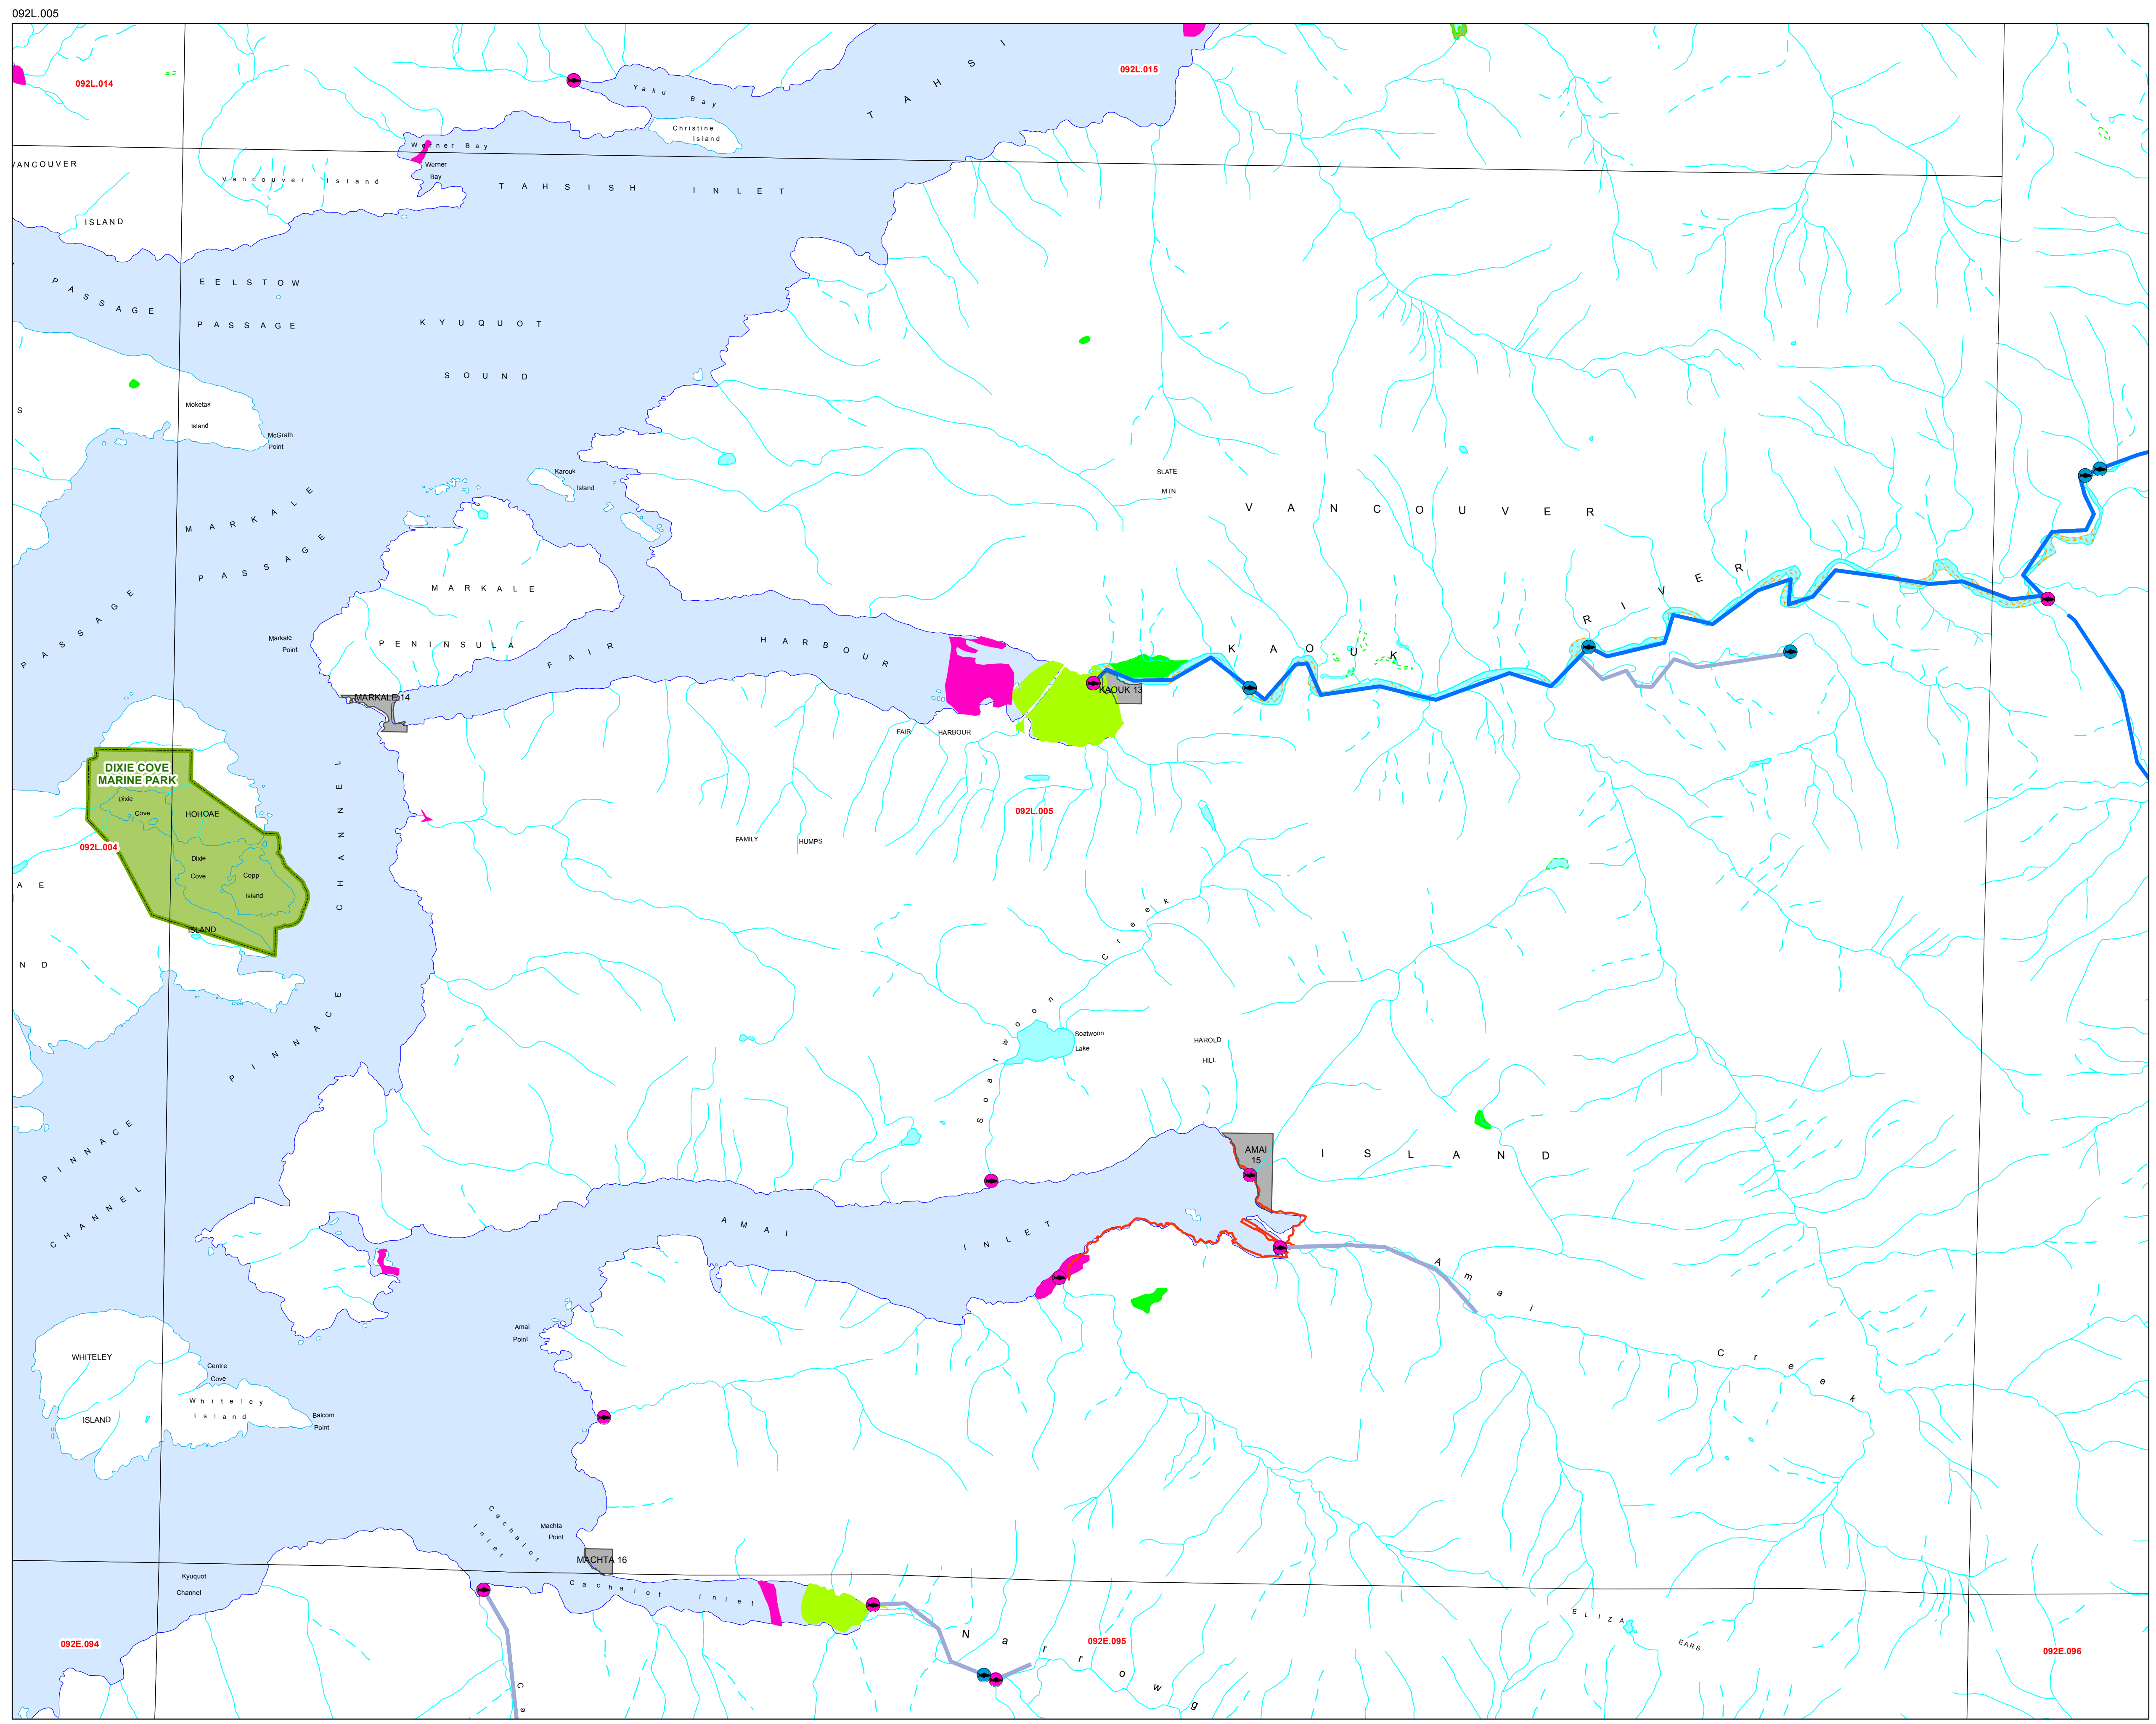 092L.005
092L.014
092L.015
TAHSI
Yaku Bay
Christine
Island
Werner Bay
Werner
Bay
VANCOUVER
ISLAND
Vancouver Island
TAHSISH INLET
PASSAGE
EELSTOW
PASSAGE
KYUQUOT
SOUND
S
Moketas
Island
McGrath
Point
Karouk
Island
SLATE
MTN
VANCOUVER
MARKALE
PASSAGE
PASSAGE
MARKALE
PENINSULA
Markale
Point
FAIR HARBOUR
KAOUK
RIVER
MARKALE 14
KAOUK 13
FAIR HARBOUR
DIXIE COVE
MARINE PARK
Dixie
Cove
HOHOAE
092L.004
092L.005
FAMILY HUMPS
Dixie
Cove
Copp
Island
ISLAND
AE
ND
PINNACE CHANNEL
Soatwoon Creek
Soatwoon
Lake
HAROLD
HILL
AMAI
15
ISLAND
PINNACE
CHANNEL
AMAI INLET
Amai Creek
Amai
Point
WHITELEY
ISLAND
Centre
Cove
Whiteley
Island
Balcom
Point
Cachalot
Inlet
Machta
Point
MACHTA 16
Kyuquot
Channel
Cachalot Inlet
092E.094
Ca
Narrowg
092E.095
ELIZA
EARS
092E.096